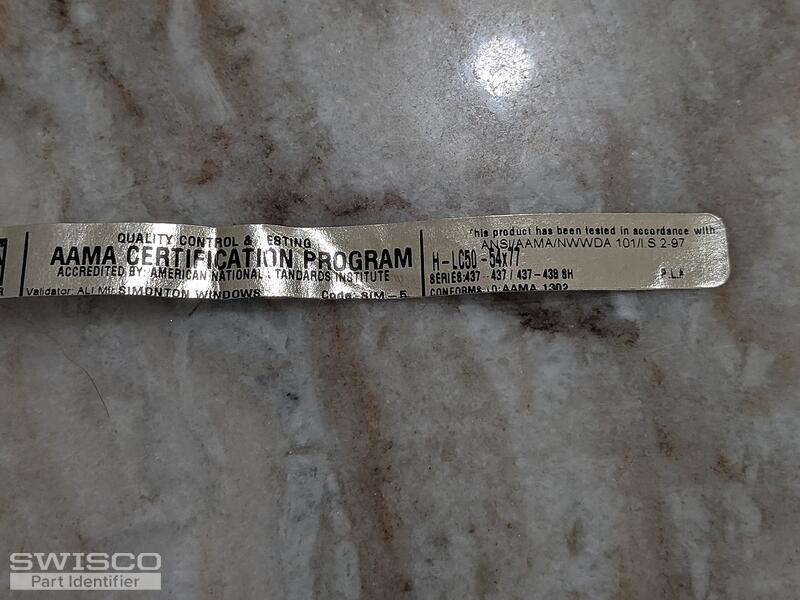 QUALITY CONTROL & TESTING
AAMA CERTIFICATION PROGRAM
ACCREDITED BY: AMERICAN NATIONAL STANDARDS INSTITUTE
Validator: ALI Mfr. SIMONTON WINDOWS Code: SIM-5
This product has been tested in accordance with
ANSI/AAMA/NWWDA 101/I.S.2-97
H-LC50-54x77
SERIES:437 - 437 / 437 - 438 SH
CONFORMS TO: AAMA 1302
SWISCO
Part Identifier